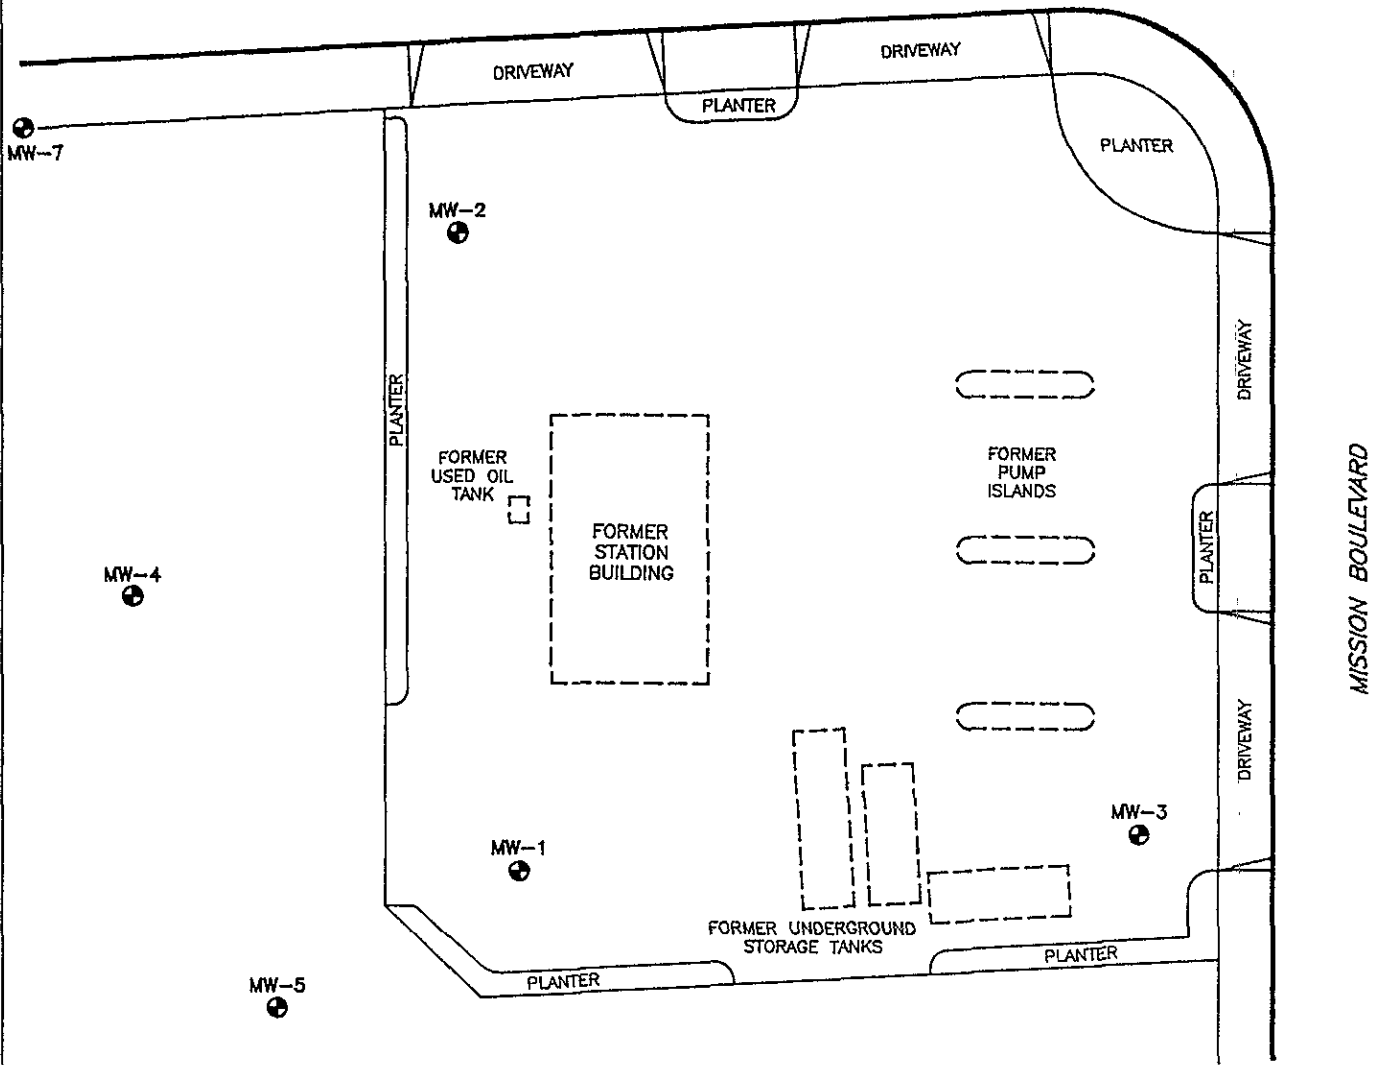 DRIVEWAY
DRIVEWAY
PLANTER
PLANTER
MW-7
MW-2
DRIVEWAY
PLANTER
FORMER
USED OIL
TANK
FORMER
PUMP
ISLANDS
MISSION BOULEVARD
FORMER
STATION
BUILDING
PLANTER
MW-4
DRIVEWAY
MW-3
MW-1
FORMER UNDERGROUND
STORAGE TANKS
PLANTER
PLANTER
MW-5